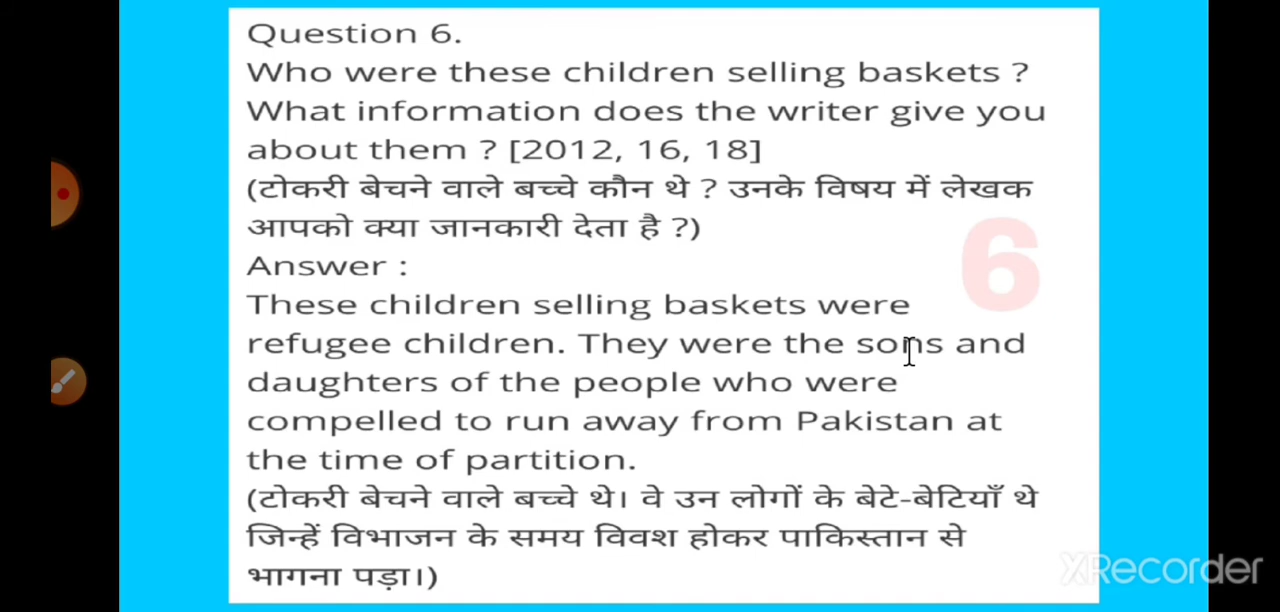 Question 6.
Who were these children selling baskets ?
What information does the writer give you
about them ? [2012, 16, 18]
(टोकरी बेचने वाले बच्चे कौन थे ? उनके विषय में लेखक
आपको क्या जानकारी देता है ?)
Answer :
These children selling baskets were
refugee children. They were the sons and
daughters of the people who were
compelled to run away from Pakistan at
the time of partition.
(टोकरी बेचने वाले बच्चे थे। वे उन लोगों के बेटे-बेटियाँ थे
जिन्हें विभाजन के समय विवश होकर पाकिस्तान से
भागना पड़ा।)
6
XRecorder